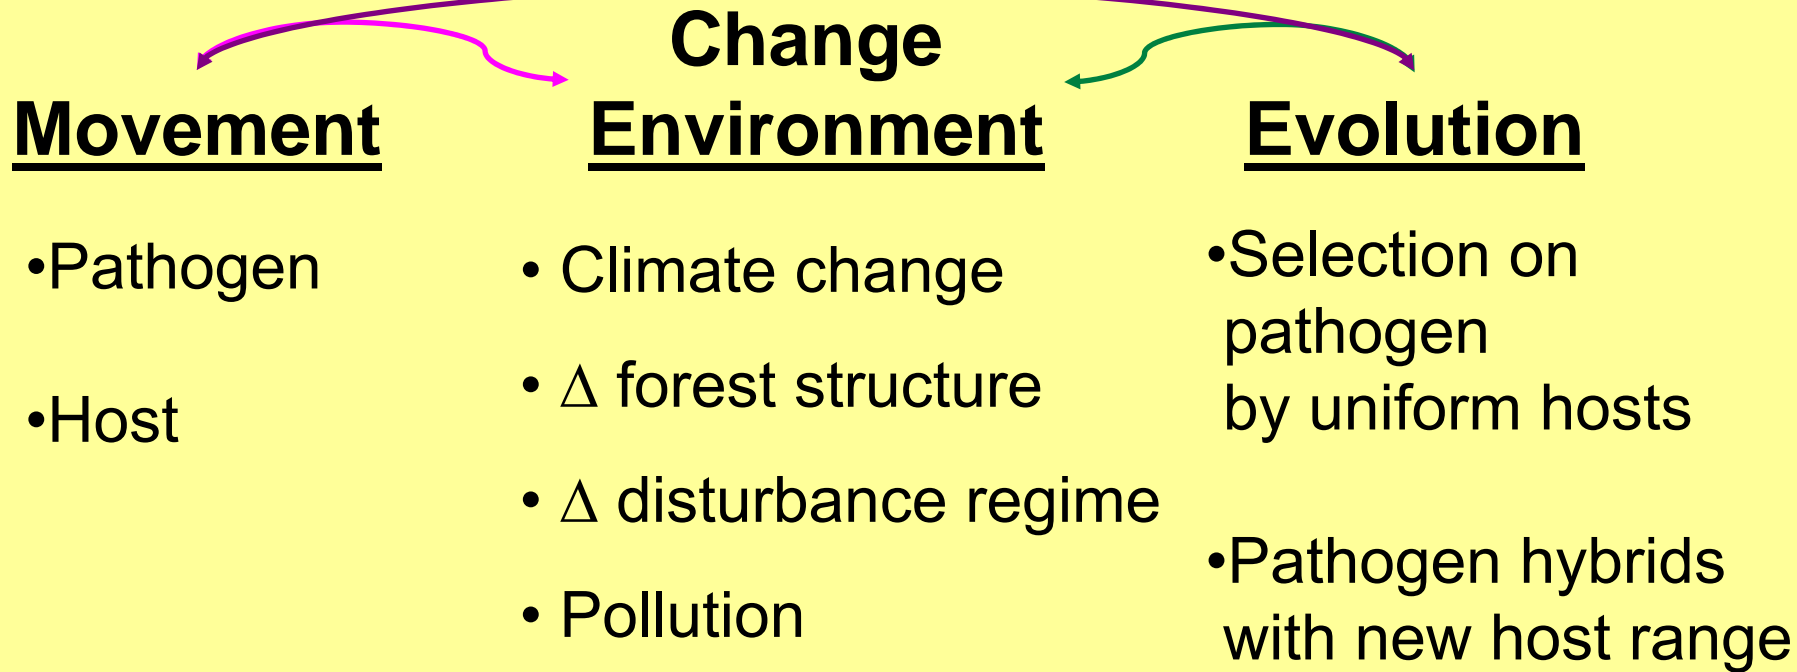 Change
Movement
Environment
Evolution
•Pathogen
•Host
• Climate change
• Δ forest structure
• Δ disturbance regime
• Pollution
•Selection on
pathogen
by uniform hosts
•Pathogen hybrids
with new host range